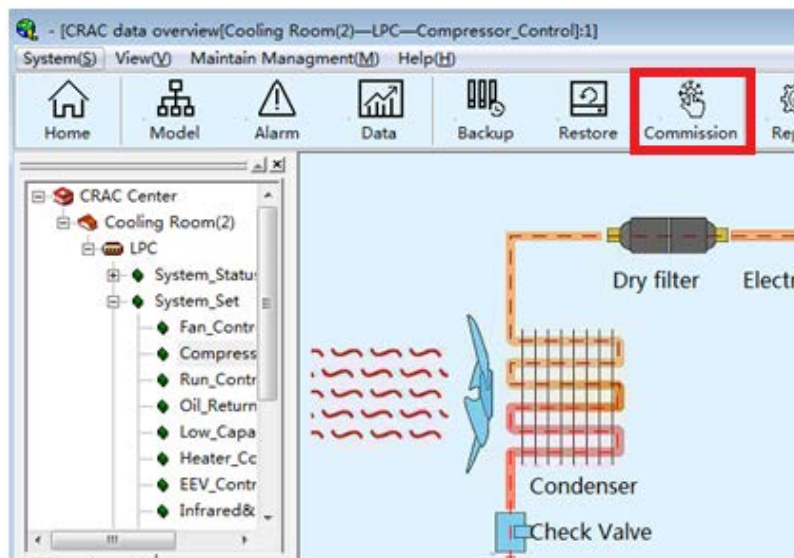 - [CRAC data overview[Cooling Room(2)—LPC—Compressor_Control]:1]
System(S) View(V) Maintain Managment(M) Help(H)
Home Model Alarm Data Backup Restore Commission
CRAC Center
Cooling Room(2)
LPC
System_Statu
System_Set
Fan_Contr
Compress
Run_Contr
Oil_Return
Low_Capa
Heater_Co
EEV_Contr
Infrared&
Dry filter Electr
Condenser
Check Valve